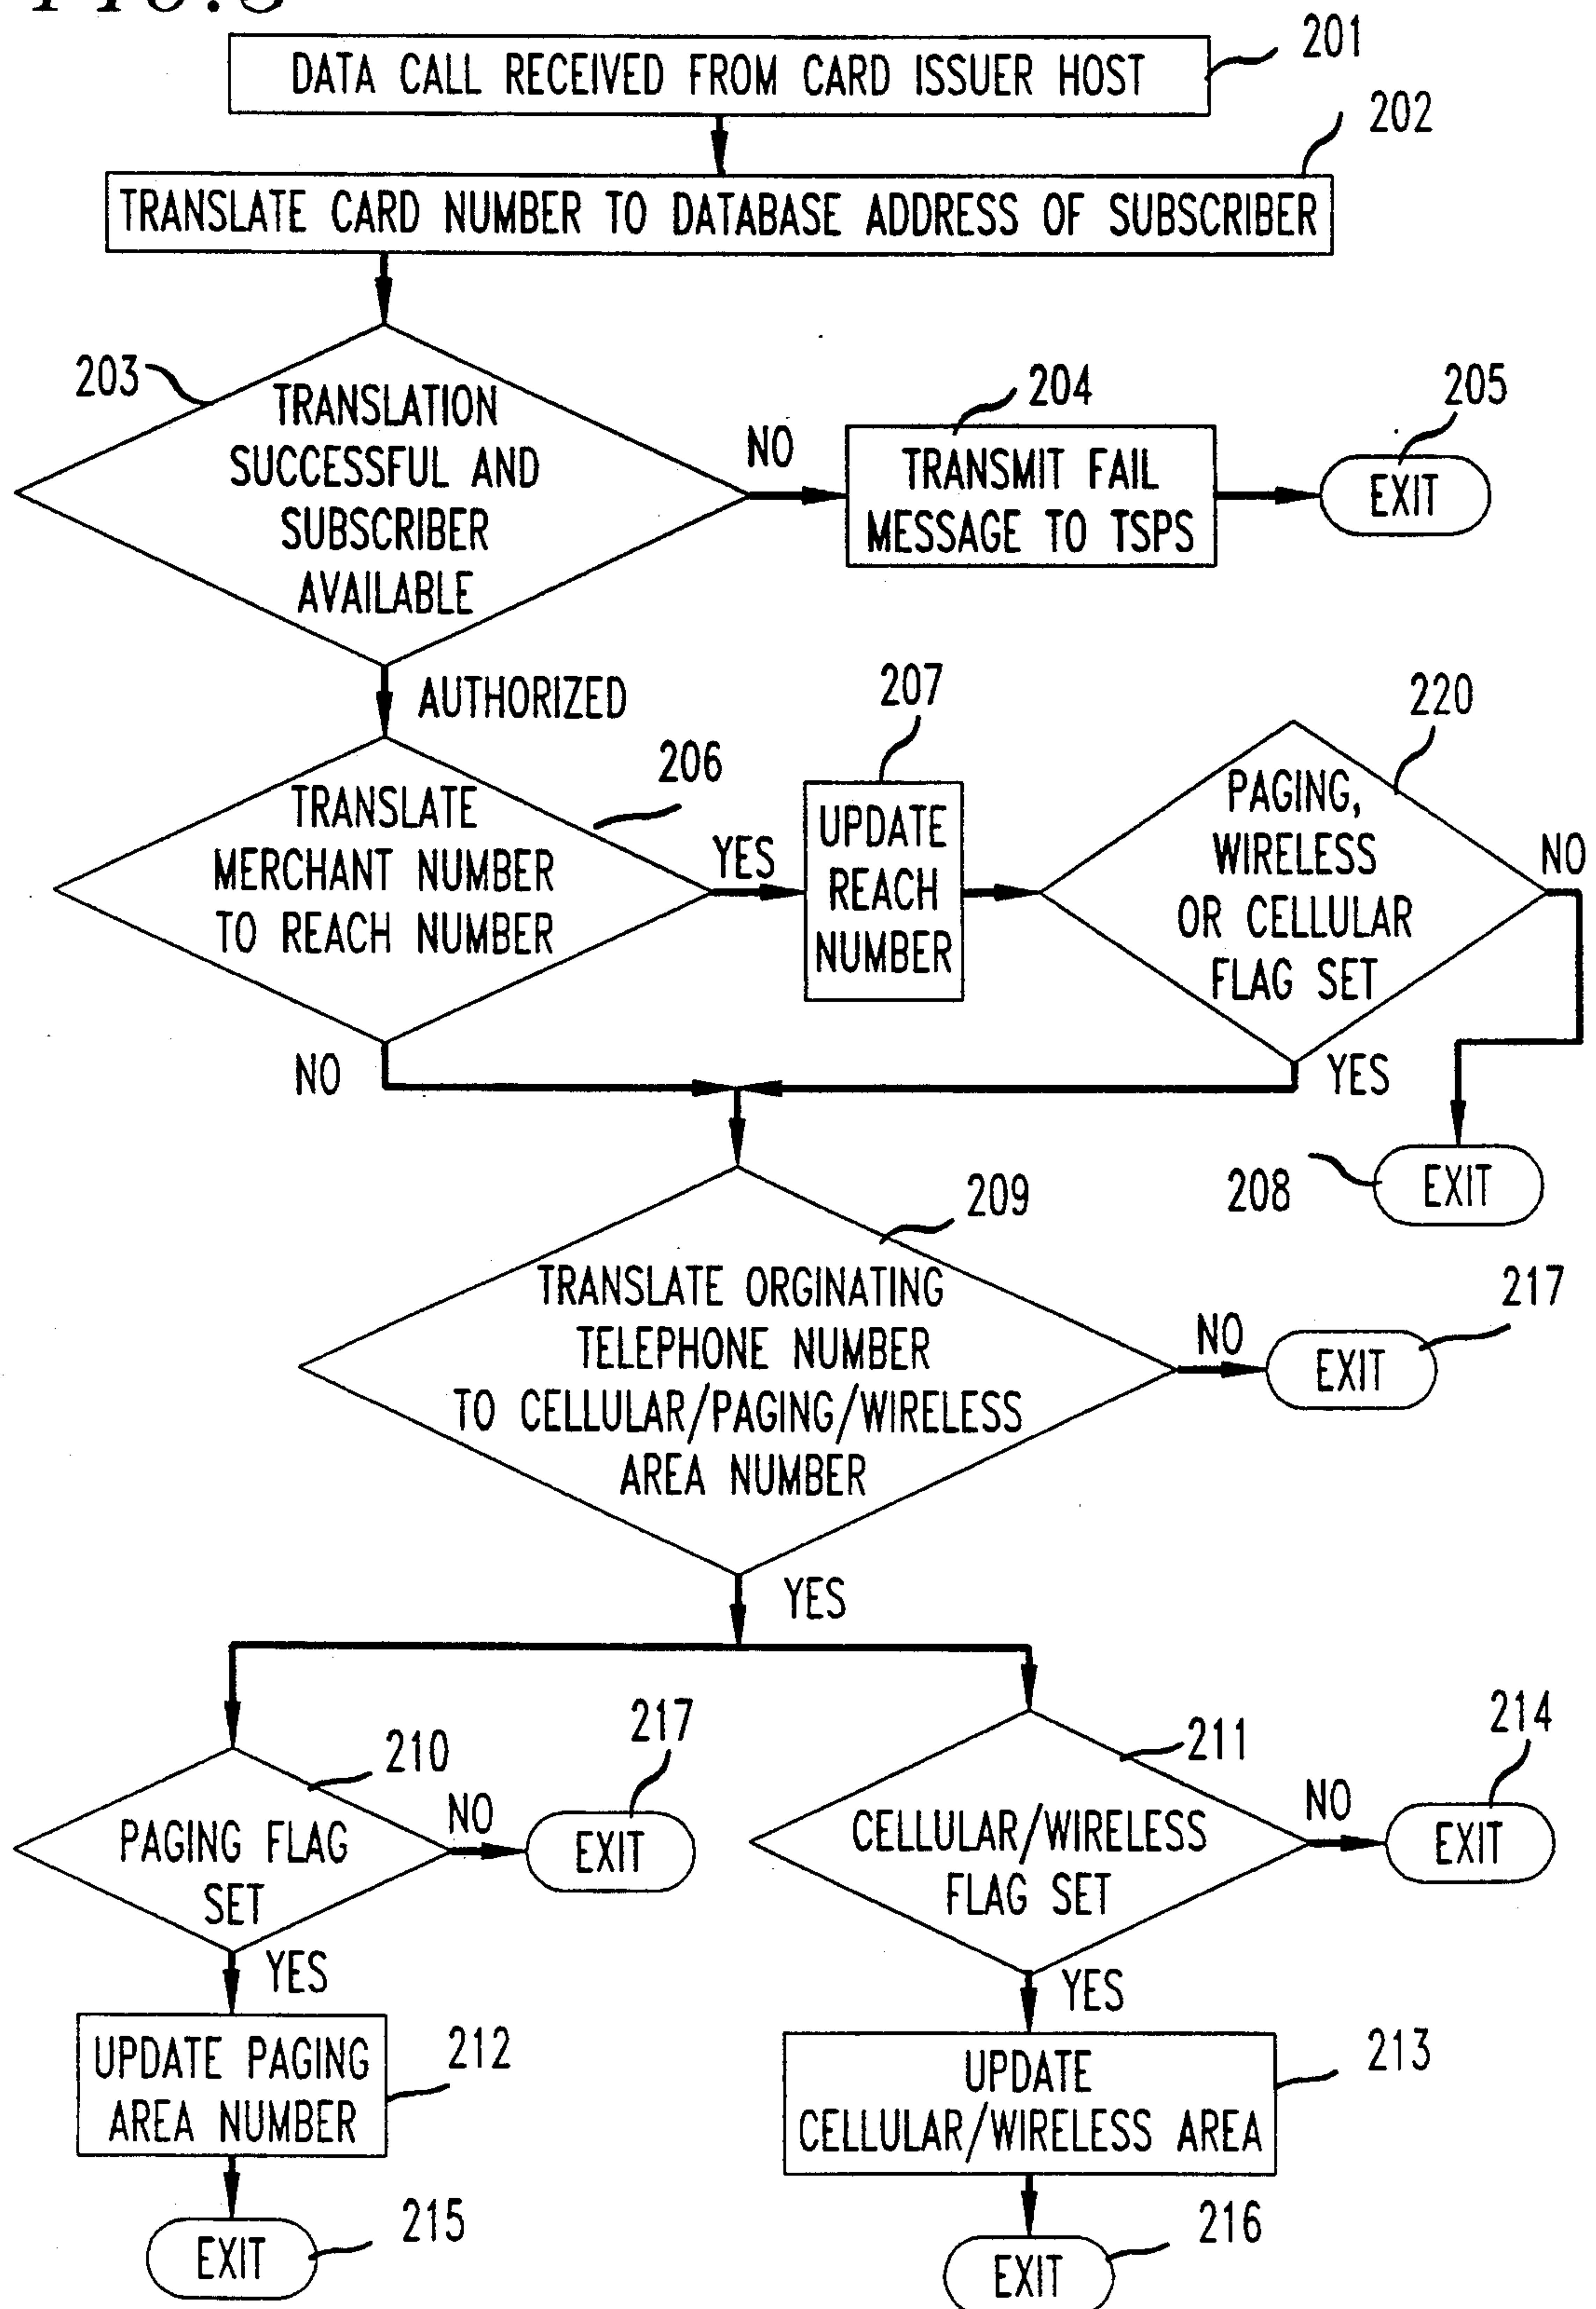 201
DATA CALL RECEIVED FROM CARD ISSUER HOST
202
TRANSLATE CARD NUMBER TO DATABASE ADDRESS OF SUBSCRIBER
203
TRANSLATION
SUCCESSFUL AND
SUBSCRIBER
AVAILABLE
NO
204
TRANSMIT FAIL
MESSAGE TO TSPS
205
EXIT
AUTHORIZED
206
TRANSLATE
MERCHANT NUMBER
TO REACH NUMBER
YES
207
UPDATE
REACH
NUMBER
220
PAGING,
WIRELESS
OR CELLULAR
FLAG SET
NO
NO
YES
208
EXIT
209
TRANSLATE ORGINATING
TELEPHONE NUMBER
TO CELLULAR/PAGING/WIRELESS
AREA NUMBER
NO
217
EXIT
YES
210
PAGING FLAG
SET
NO
217
EXIT
211
CELLULAR/WIRELESS
FLAG SET
NO
214
EXIT
YES
YES
UPDATE PAGING
AREA NUMBER
212
UPDATE
CELLULAR/WIRELESS AREA
213
EXIT
215
EXIT
216